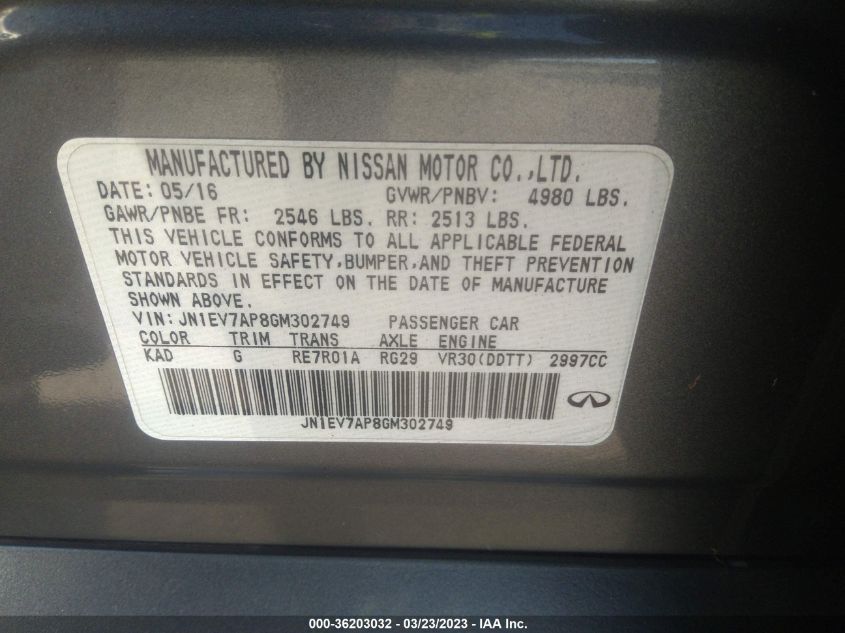 MANUFACTURED BY NISSAN MOTOR CO.,LTD.
DATE: 05/16 GVWR/PNBV: 4980 LBS.
GAWR/PNBE FR: 2546 LBS. RR: 2513 LBS.
THIS VEHICLE CONFORMS TO ALL APPLICABLE FEDERAL
MOTOR VEHICLE SAFETY,BUMPER,AND THEFT PREVENTION
STANDARDS IN EFFECT ON THE DATE OF MANUFACTURE
SHOWN ABOVE.
VIN: JN1EV7AP8GM302749 PASSENGER CAR
COLOR TRIM TRANS AXLE ENGINE
KAD G RE7R01A RG29 VR30(DDTT) 2997CC
JN1EV7AP8GM302749
000-36203032 - 03/23/2023 - IAA Inc.